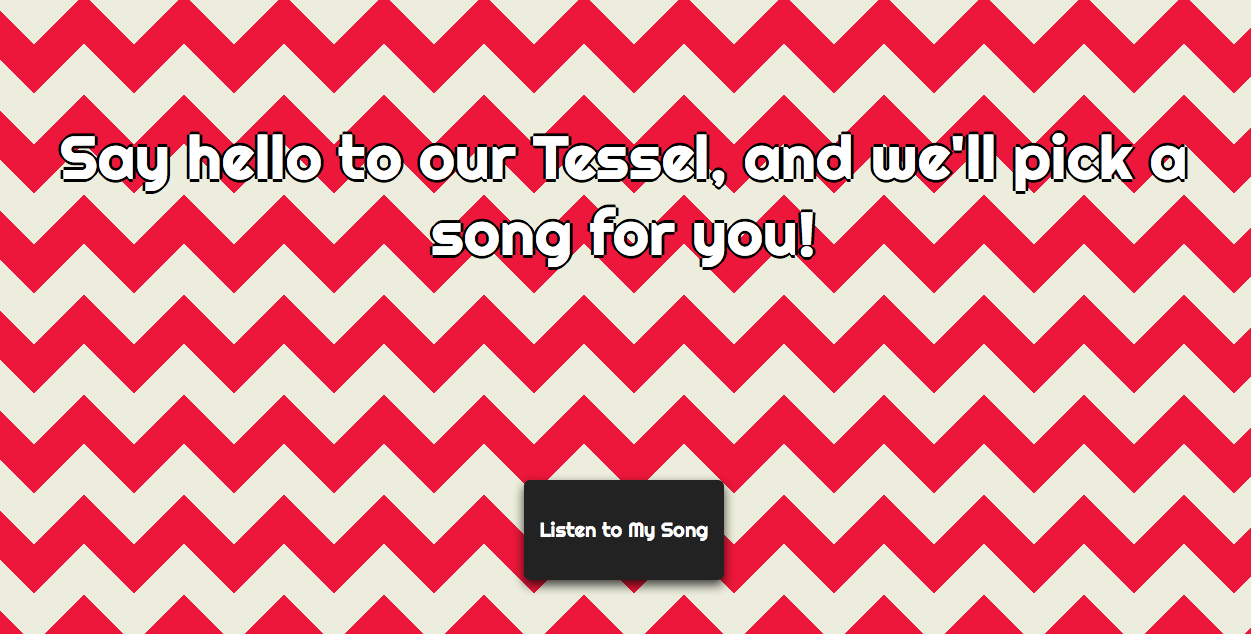 Say hello to our Tessel, and we'll pick a
song for you!
Listen to My Song